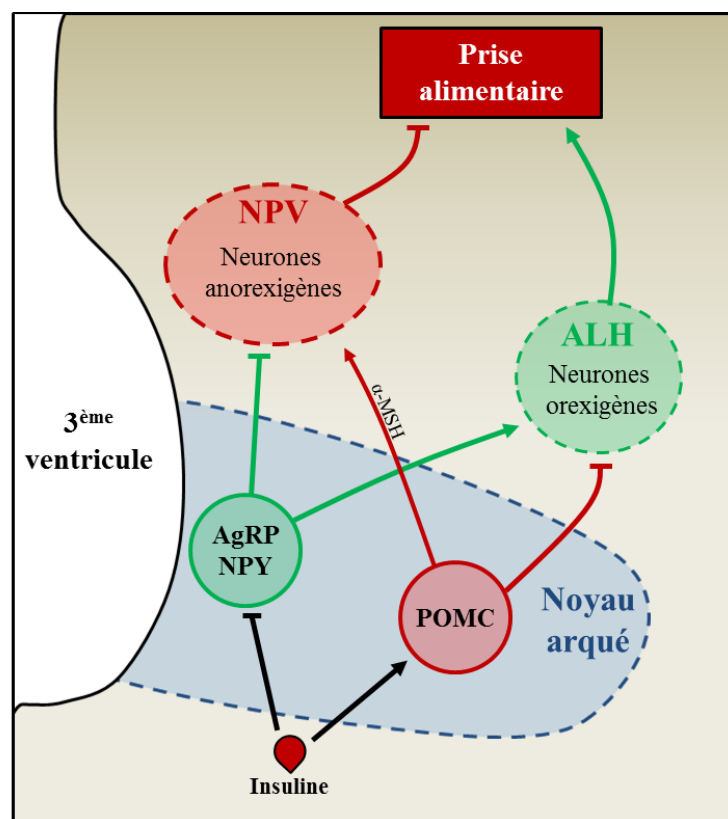 Prise
alimentaire
NPV
Neurones
anorexigènes
ALH
Neurones
orexigènes
α-MSH
3ème
ventricule
AgRP
NPY
POMC
Noyau
arqué
Insuline